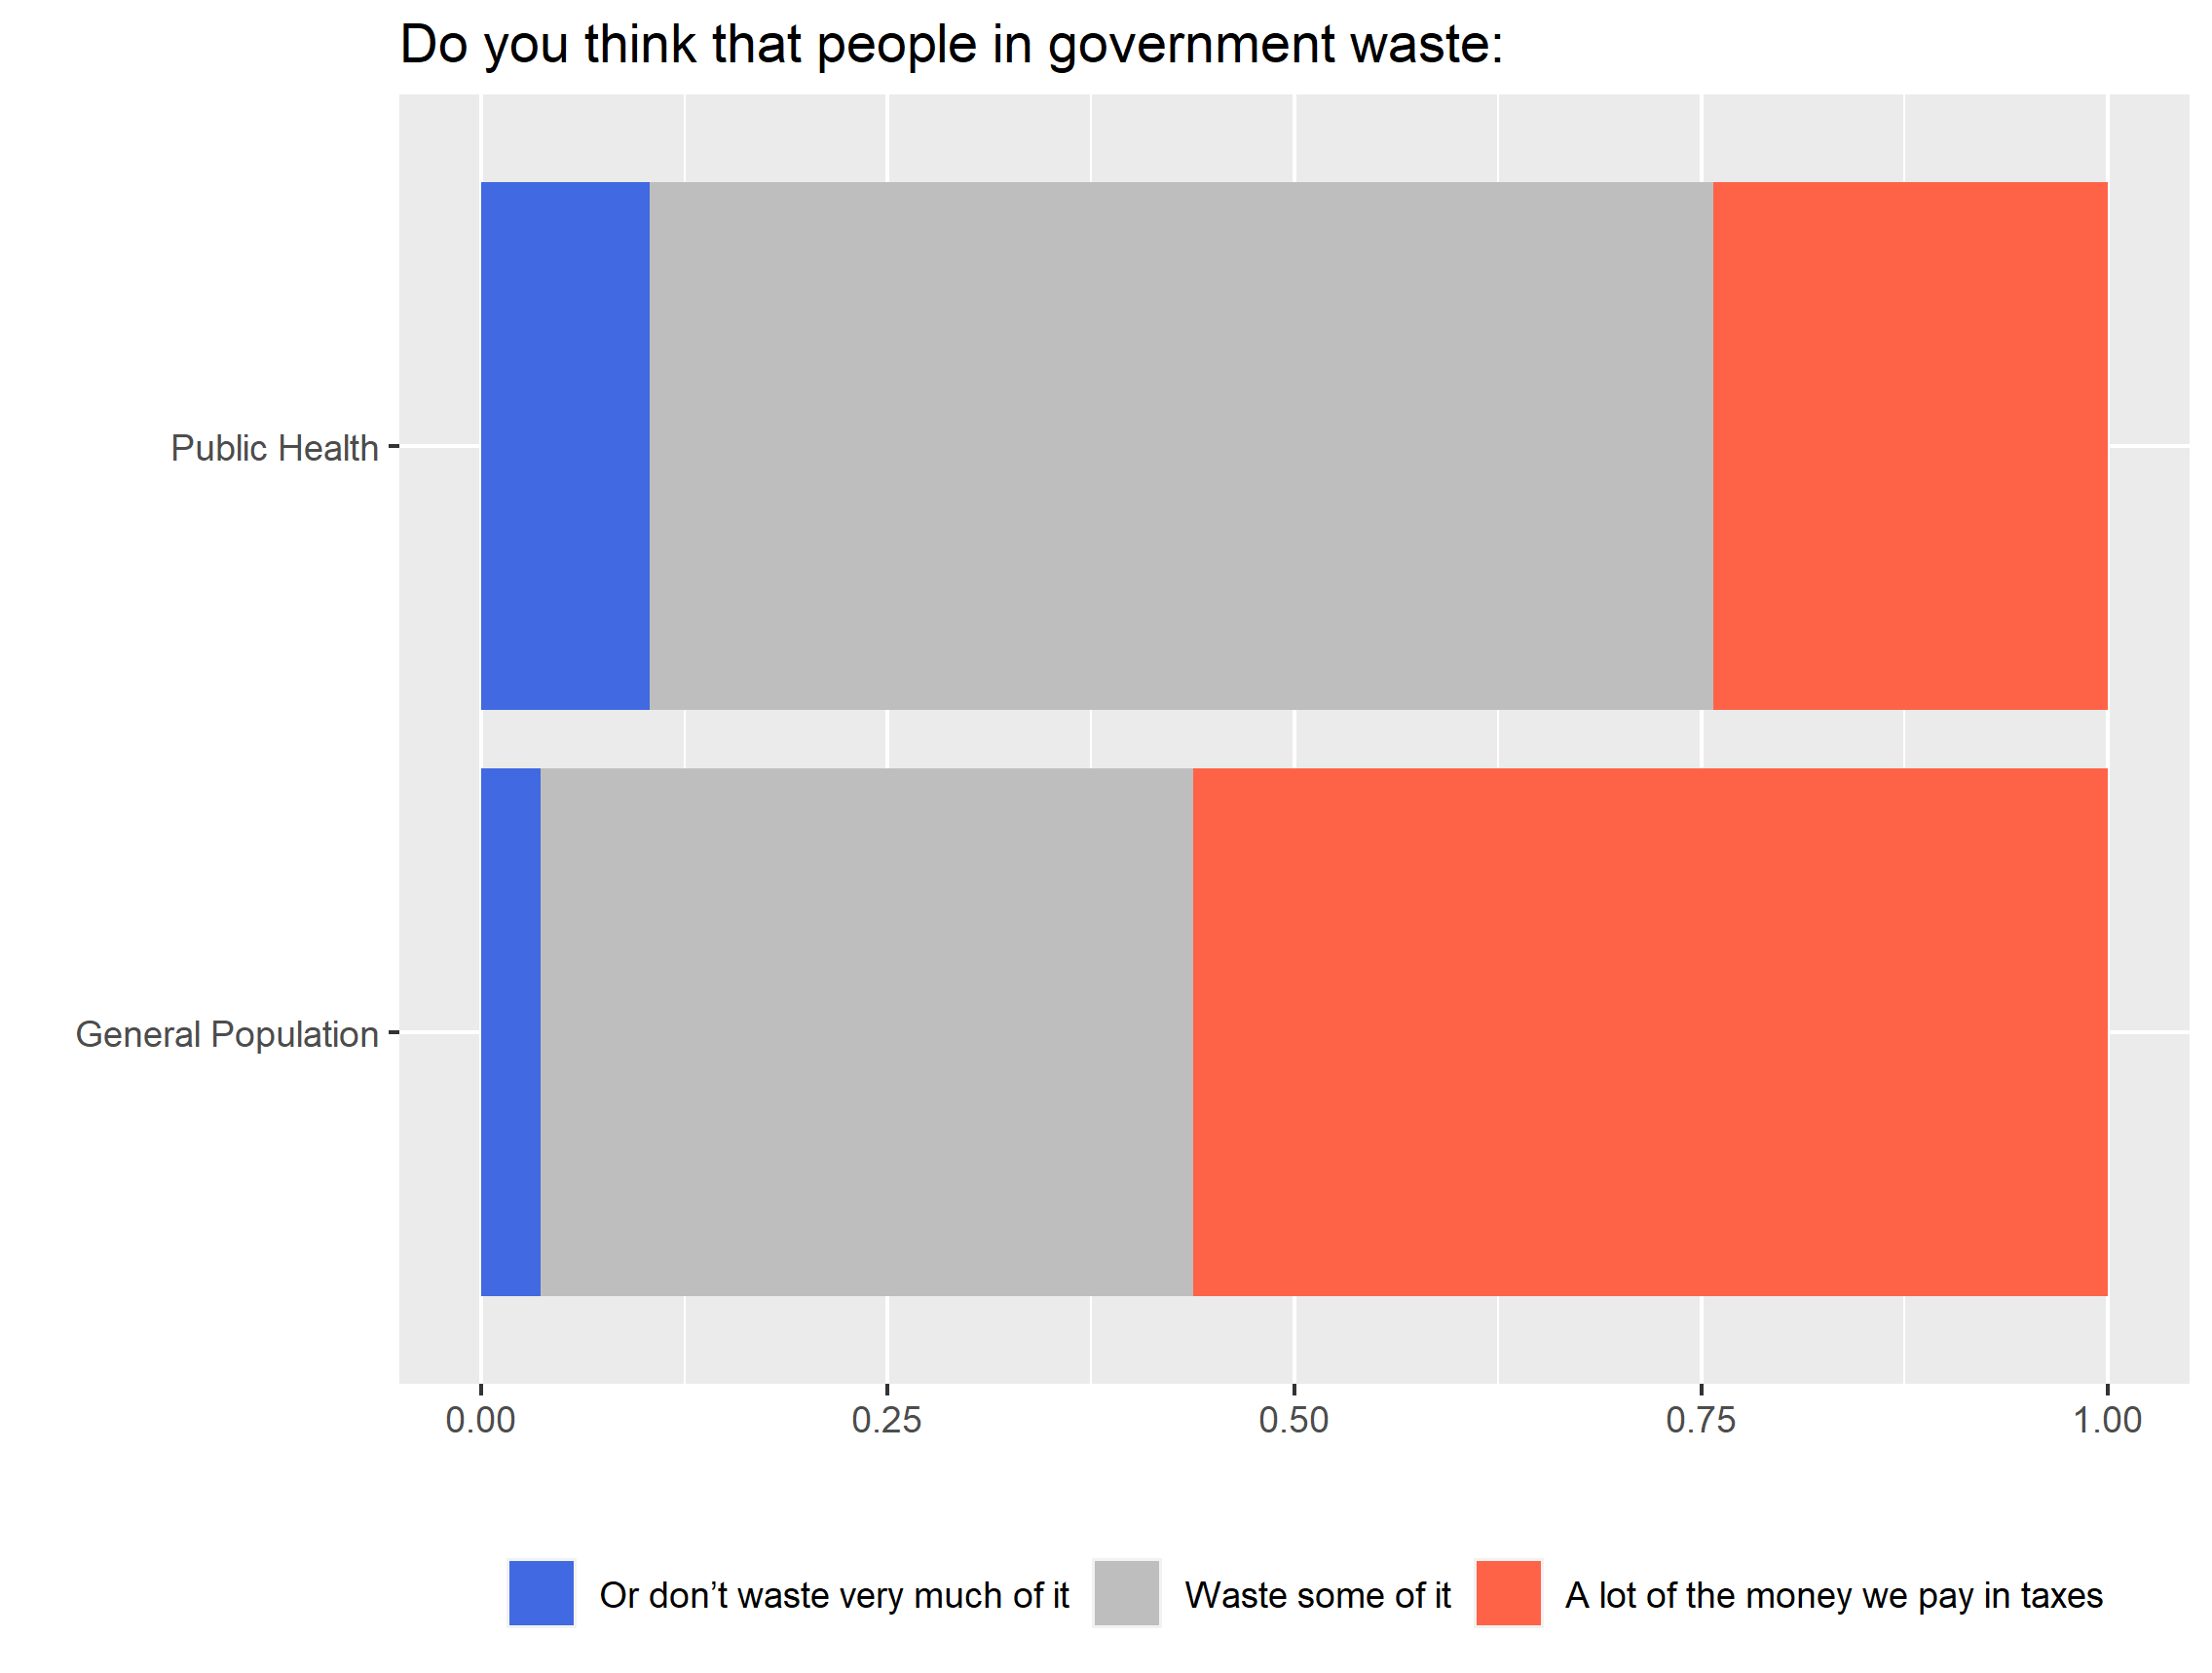 Do you think that people in government waste:
Public Health
General Population
0.00 0.25 0.50 0.75 1.00
Or don’t waste very much of it Waste some of it A lot of the money we pay in taxes